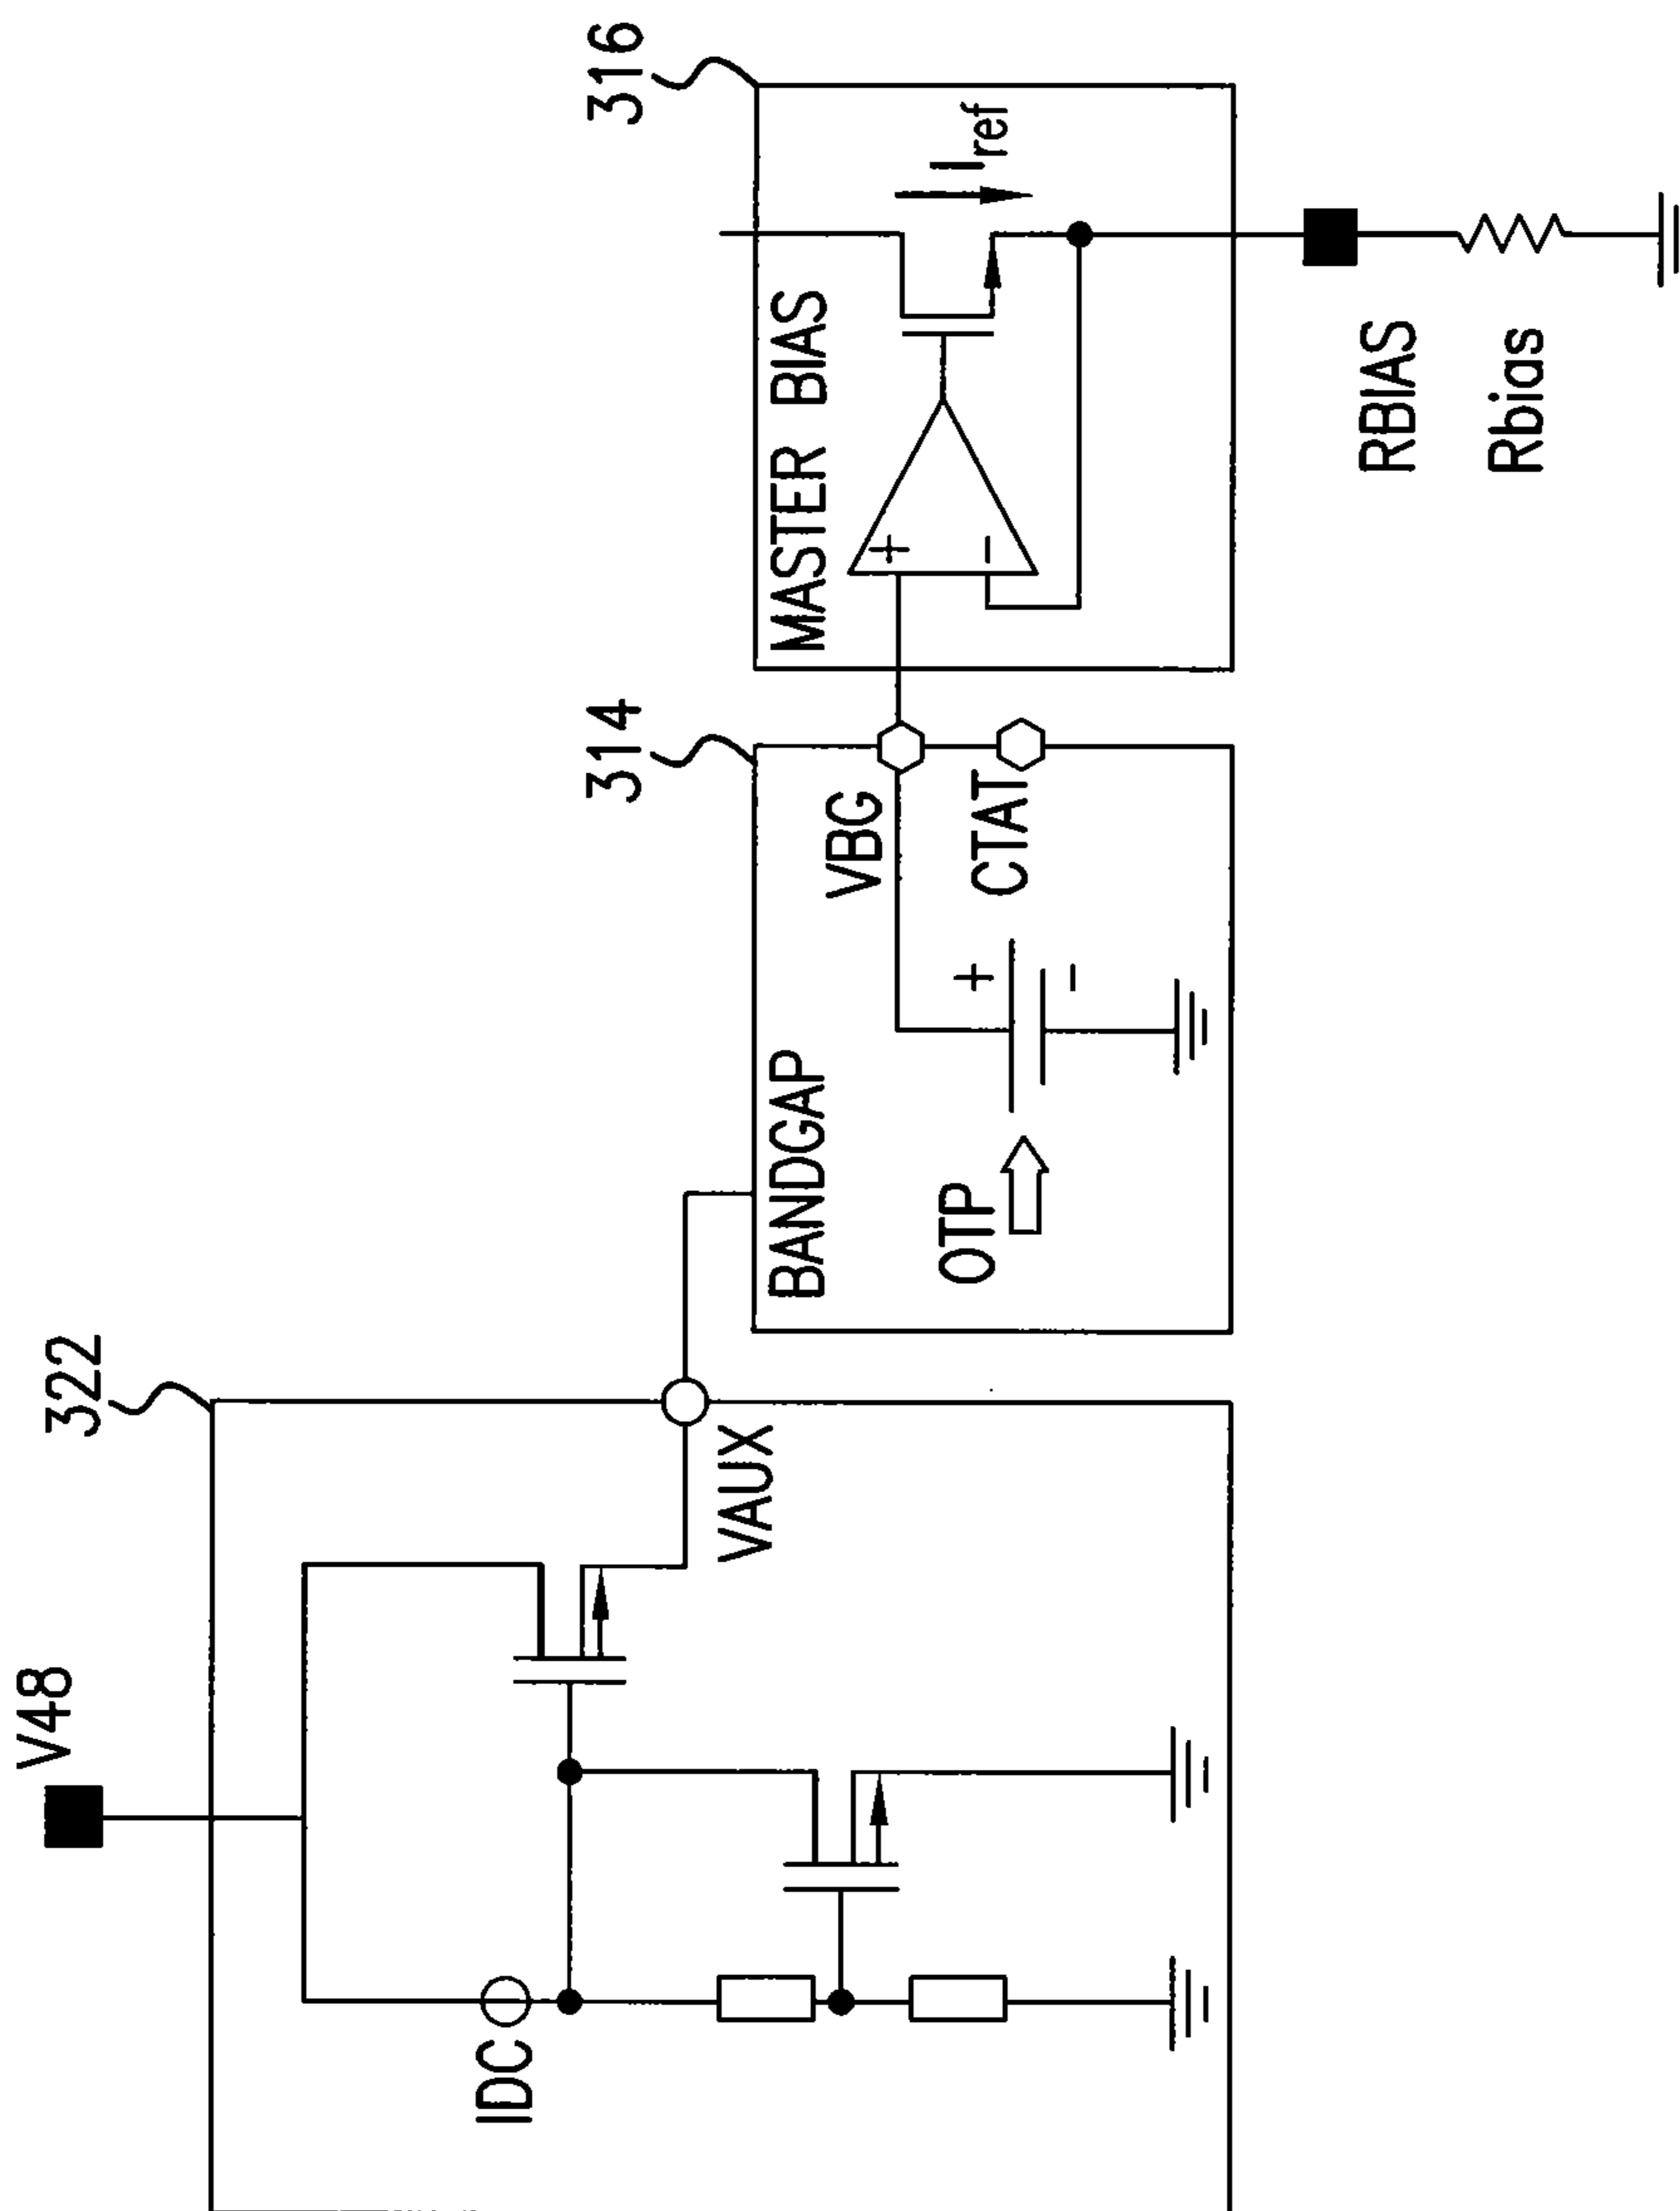 V48
322
IDC
VAUX
314
BANDGAP
VBG
OTP
+
CTAT
-
316
MASTER BIAS
+
-
Iref
RBIAS
Rbias